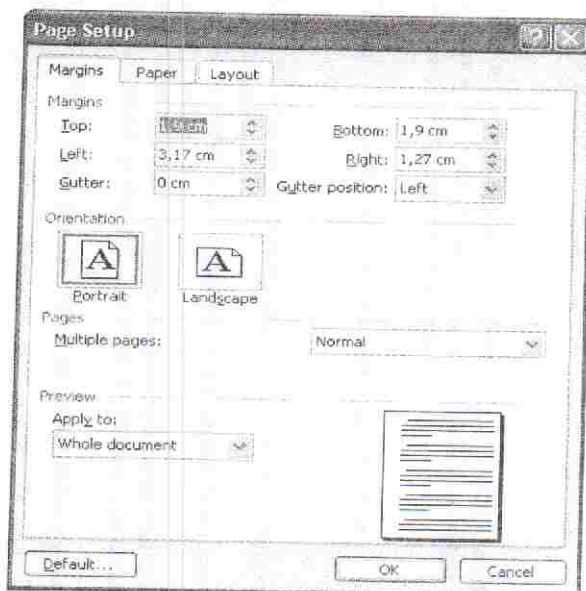 Page Setup
Margins Paper Layout
Margins
Top: Bottom: 1,9 cm
Left: 3,17 cm Right: 1,27 cm
Gutter: 0 cm Gutter position: Left
Orientation
A A
Portrait Landscape
Pages
Multiple pages: Normal
Preview
Apply to:
Whole document
Default... OK Cancel